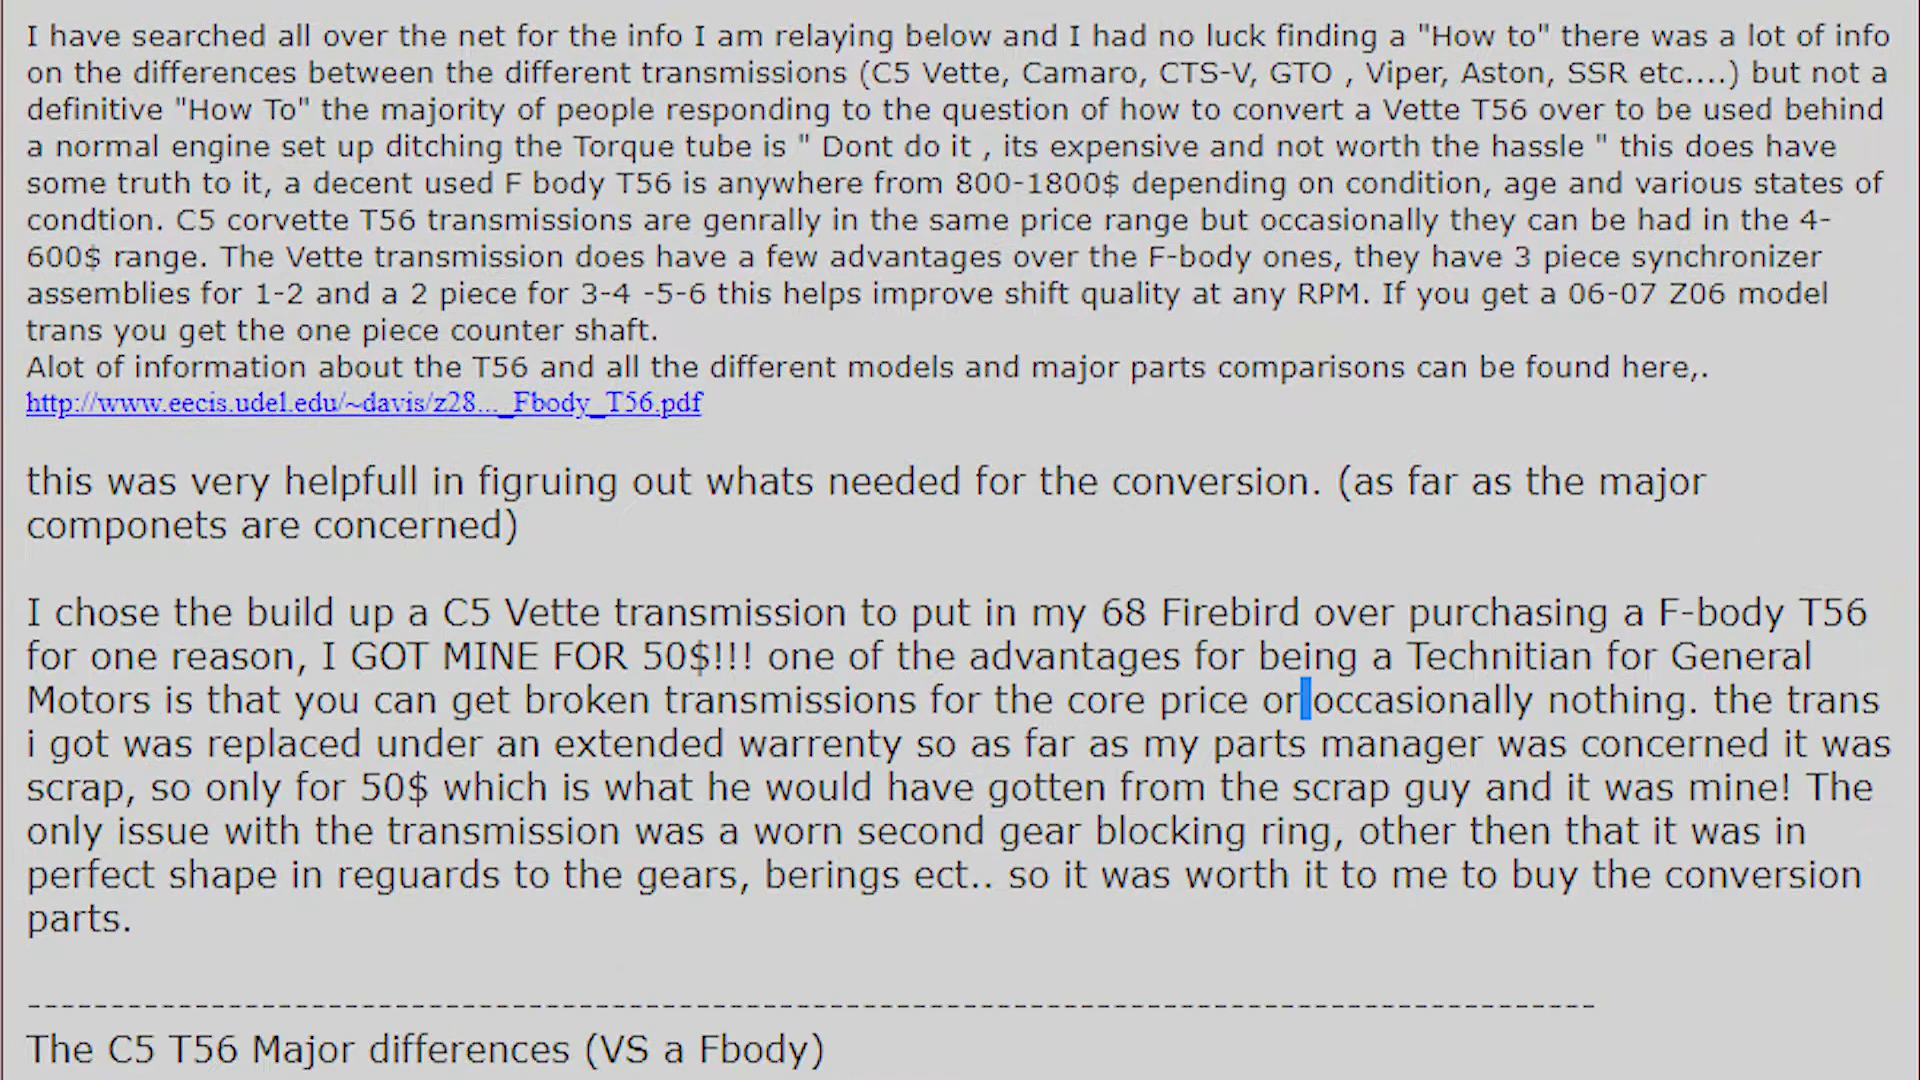 I have searched all over the net for the info I am relaying below and I had no luck finding a "How to" there was a lot of info
on the differences between the different transmissions (C5 Vette, Camaro, CTS-V, GTO , Viper, Aston, SSR etc....) but not a
definitive "How To" the majority of people responding to the question of how to convert a Vette T56 over to be used behind
a normal engine set up ditching the Torque tube is " Dont do it , its expensive and not worth the hassle " this does have
some truth to it, a decent used F body T56 is anywhere from 800-1800$ depending on condition, age and various states of
condtion. C5 corvette T56 transmissions are genrally in the same price range but occasionally they can be had in the 4-
600$ range. The Vette transmission does have a few advantages over the F-body ones, they have 3 piece synchronizer
assemblies for 1-2 and a 2 piece for 3-4 -5-6 this helps improve shift quality at any RPM. If you get a 06-07 Z06 model
trans you get the one piece counter shaft.
Alot of information about the T56 and all the different models and major parts comparisons can be found here,.
http://www.eecis.udel.edu/~davis/z28..._Fbody_T56.pdf
this was very helpfull in figruing out whats needed for the conversion. (as far as the major
componets are concerned)
I chose the build up a C5 Vette transmission to put in my 68 Firebird over purchasing a F-body T56
for one reason, I GOT MINE FOR 50$!!! one of the advantages for being a Technitian for General
Motors is that you can get broken transmissions for the core price or occasionally nothing. the trans
i got was replaced under an extended warrenty so as far as my parts manager was concerned it was
scrap, so only for 50$ which is what he would have gotten from the scrap guy and it was mine! The
only issue with the transmission was a worn second gear blocking ring, other then that it was in
perfect shape in reguards to the gears, berings ect.. so it was worth it to me to buy the conversion
parts.
-----------------------------------------------------------------------------------------------
The C5 T56 Major differences (VS a Fbody)